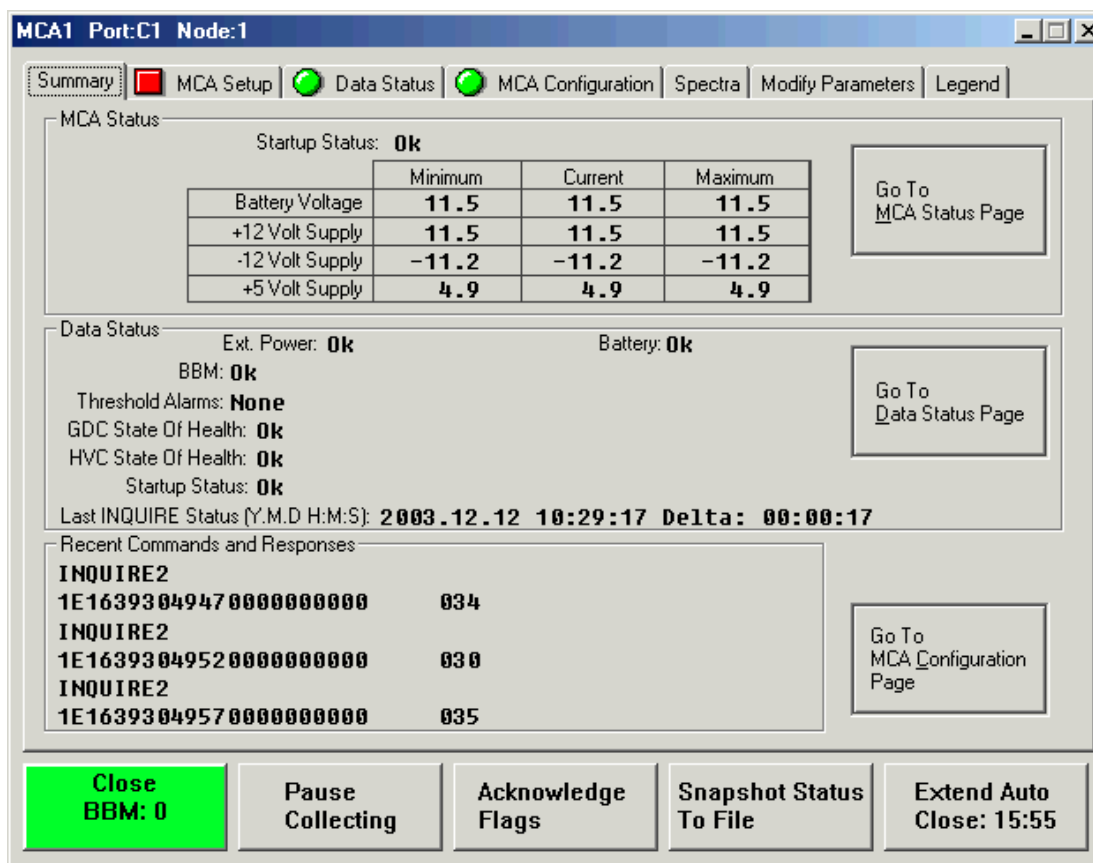 MCA1 Port:C1 Node:1
Summary MCA Setup Data Status MCA Configuration Spectra Modify Parameters Legend
MCA Status
Startup Status: Ok
Minimum Current Maximum
Battery Voltage 11.5 11.5 11.5
+12 Volt Supply 11.5 11.5 11.5
-12 Volt Supply -11.2 -11.2 -11.2
+5 Volt Supply 4.9 4.9 4.9
Go To
MCA Status Page
Data Status
Ext. Power: Ok Battery: Ok
BBM: Ok
Threshold Alarms: None
GDC State Of Health: Ok
HVC State Of Health: Ok
Startup Status: Ok
Last INQUIRE Status (Y.M.D H:M:S): 2003.12.12 10:29:17 Delta: 00:00:17
Go To
Data Status Page
Recent Commands and Responses
INQUIRE2
1E16393049470000000000 034
INQUIRE2
1E16393049520000000000 030
INQUIRE2
1E16393049570000000000 035
Go To
MCA Configuration
Page
Close
BBM: 0
Pause
Collecting
Acknowledge
Flags
Snapshot Status
To File
Extend Auto
Close: 15:55